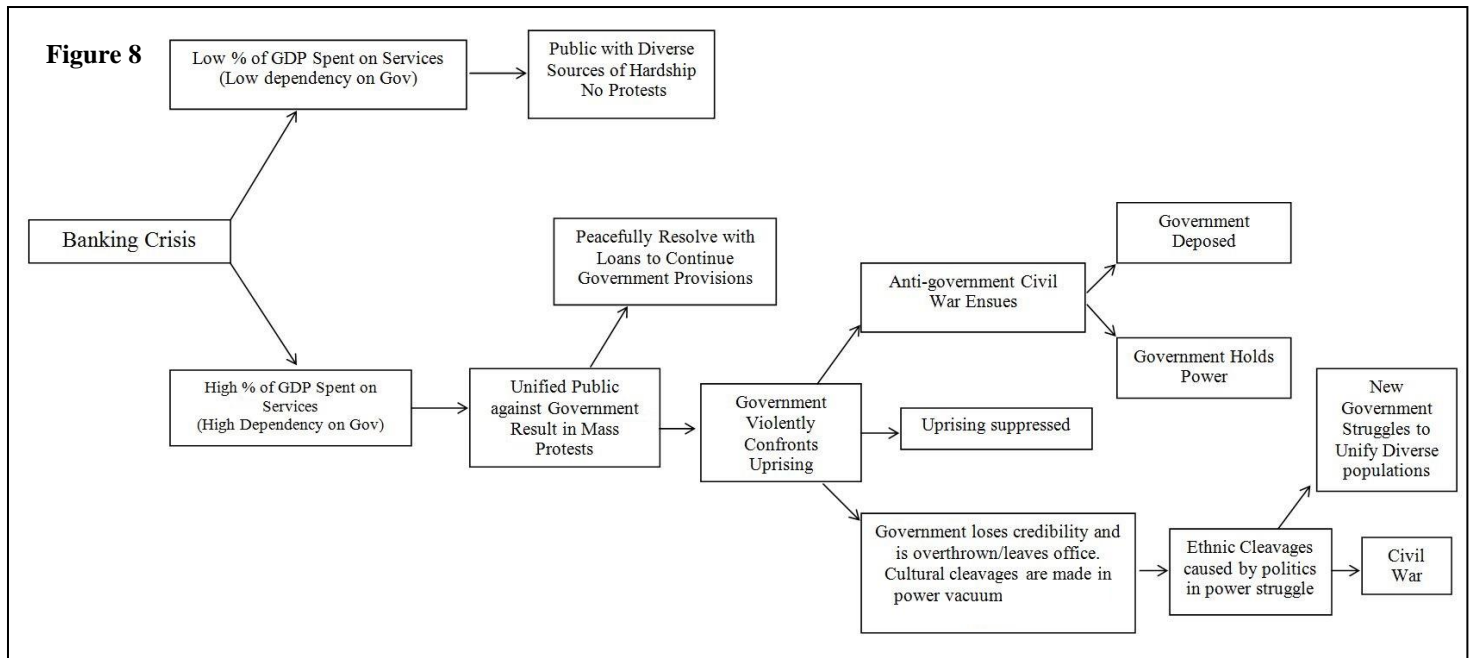 Figure 8
Low % of GDP Spent on Services
(Low dependency on Gov)
Public with Diverse
Sources of Hardship
No Protests
Banking Crisis
Peacefully Resolve with
Loans to Continue
Government Provisions
High % of GDP Spent on
Services
(High Dependency on Gov)
Unified Public
against Government
Result in Mass
Protests
Government
Violently
Confronts
Uprising
Anti-government Civil
War Ensues
Government
Deposed
Government Holds
Power
Uprising suppressed
Government loses credibility and
is overthrown/leaves office.
Cultural cleavages are made in
power vacuum
Ethnic Cleavages
caused by politics
in power struggle
New
Government
Struggles to
Unify Diverse
populations
Civil
War